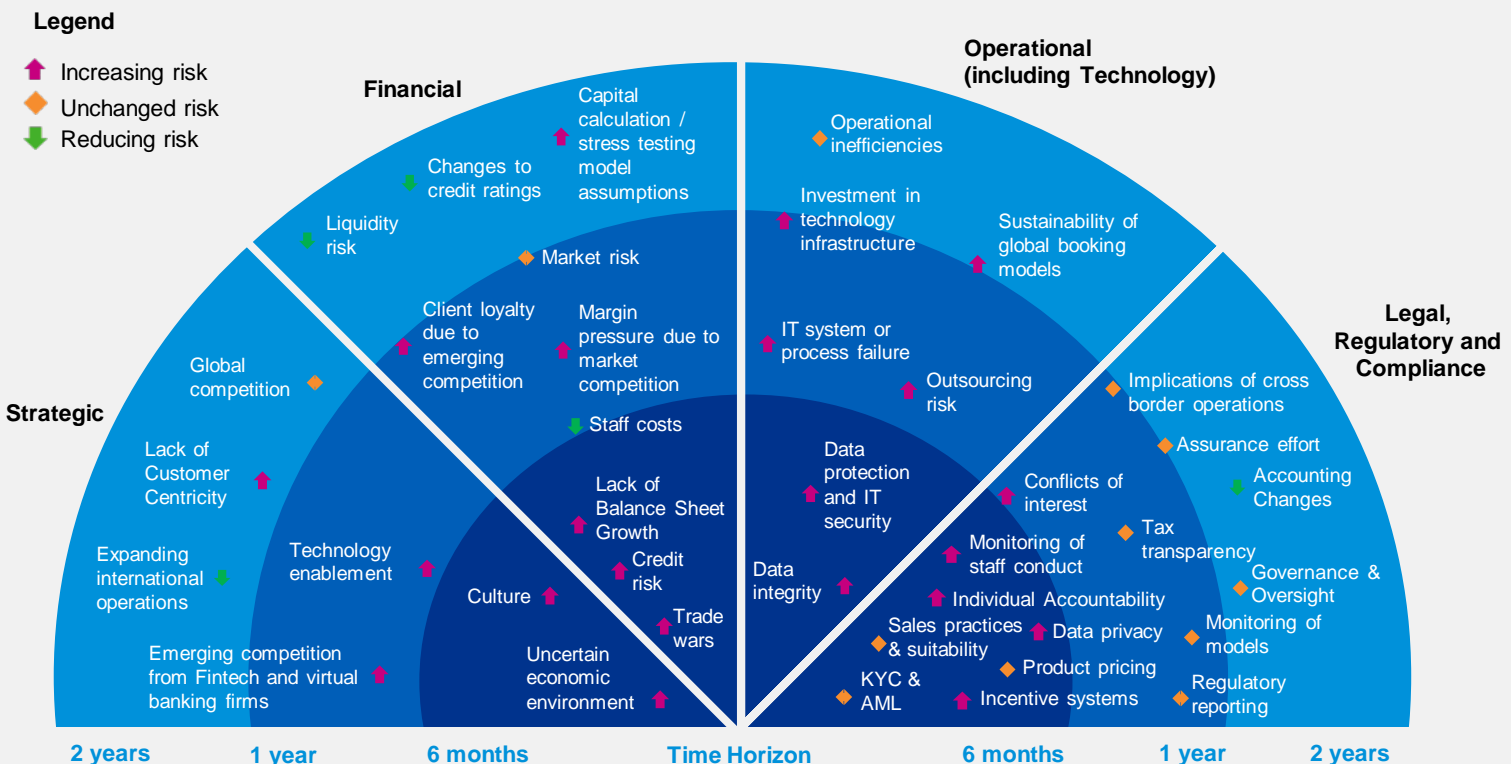 Legend
Increasing risk
Unchanged risk
Reducing risk
Financial
Capital
calculation /
stress testing
model
assumptions
Changes to
credit ratings
Liquidity
risk
Market risk
Client loyalty
due to
emerging
competition
Margin
pressure due to
market
competition
Staff costs
Lack of
Balance Sheet
Growth
Credit
risk
Trade
wars
Strategic
Global
competition
Lack of
Customer
Centricity
Expanding
international
operations
Technology
enablement
Culture
Emerging competition
from Fintech and virtual
banking firms
Uncertain
economic
environment
Operational
(including Technology)
Operational
inefficiencies
Investment in
technology
infrastructure
Sustainability of
global booking
models
IT system or
process failure
Outsourcing
risk
Data
protection
and IT
security
Data
integrity
Legal,
Regulatory and
Compliance
Implications of cross
border operations
Assurance effort
Accounting
Changes
Conflicts of
interest
Tax
transparency
Monitoring of
staff conduct
Governance &
Oversight
Individual Accountability
Sales practices
& suitability
Data privacy
Monitoring of
models
Product pricing
KYC &
AML
Incentive systems
Regulatory
reporting
2 years
1 year
6 months
Time Horizon
6 months
1 year
2 years